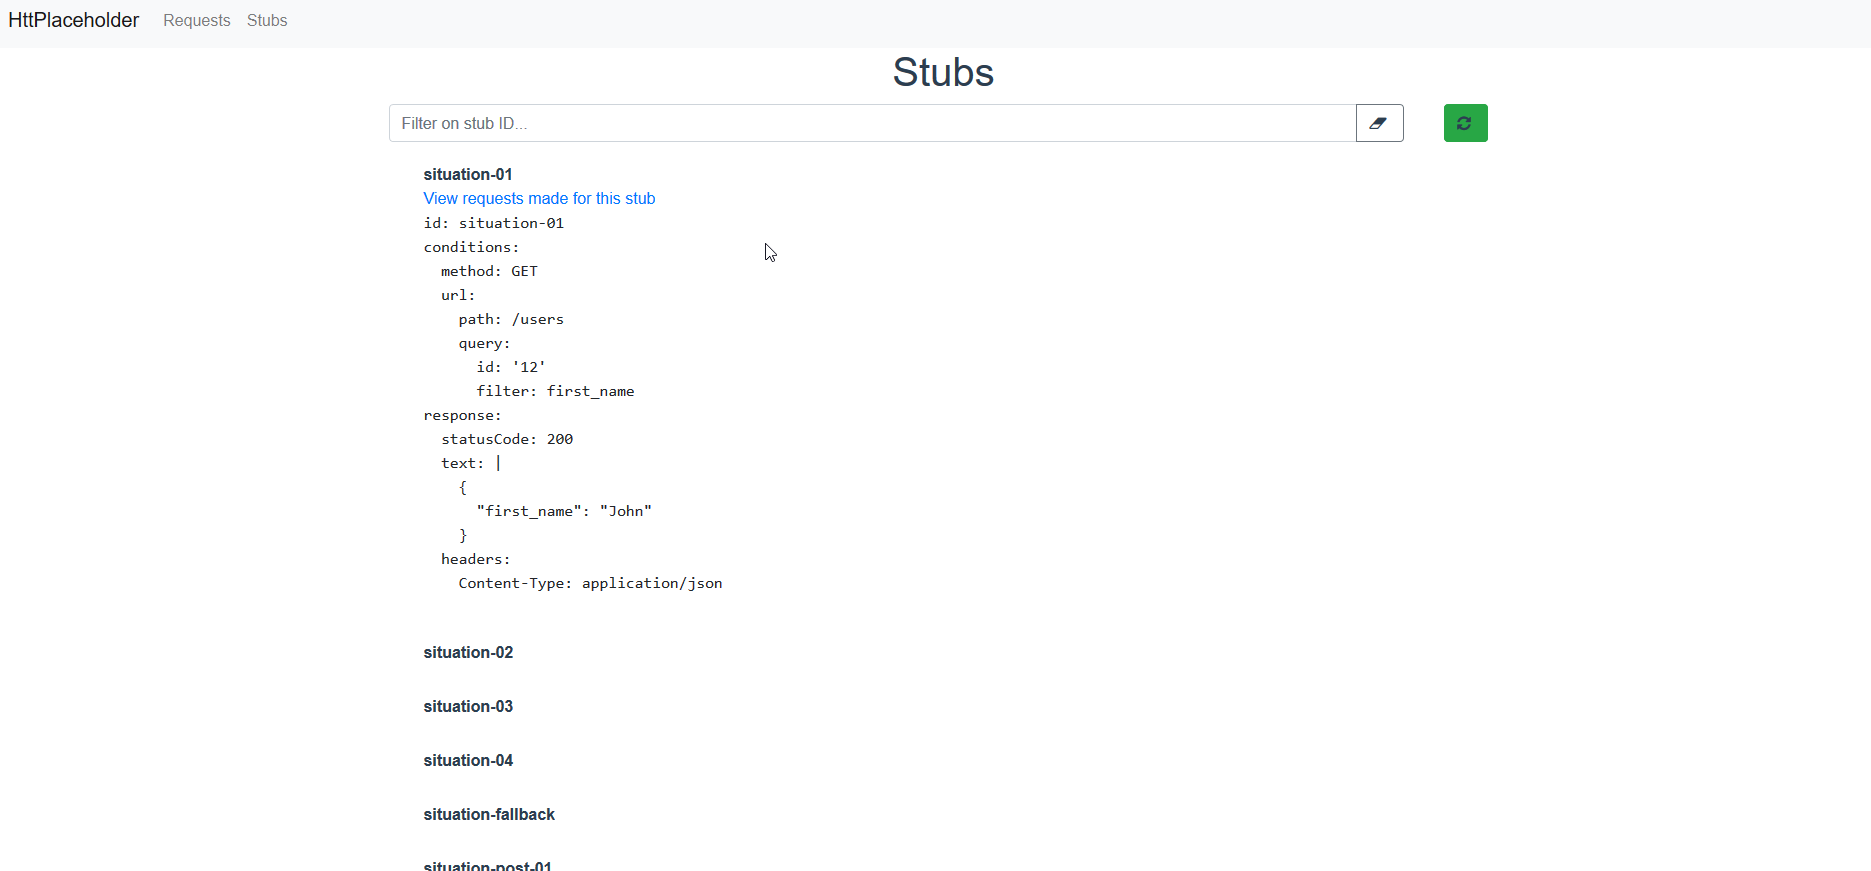 HttPlaceholder Requests Stubs
Stubs
Filter on stub ID...
situation-01
View requests made for this stub
id: situation-01
conditions:
  method: GET
  url:
    path: /users
    query:
      id: '12'
      filter: first_name
response:
  statusCode: 200
  text: |
    {
      "first_name": "John"
    }
  headers:
    Content-Type: application/json
situation-02
situation-03
situation-04
situation-fallback
situation-post-01